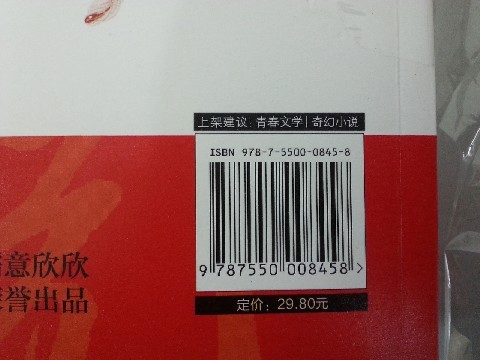 上架建议：青春文学|奇幻小说
ISBN 978-7-5500-0845-8
9 787550 008458 >
定价：29.80元
意欣欣
誉出品